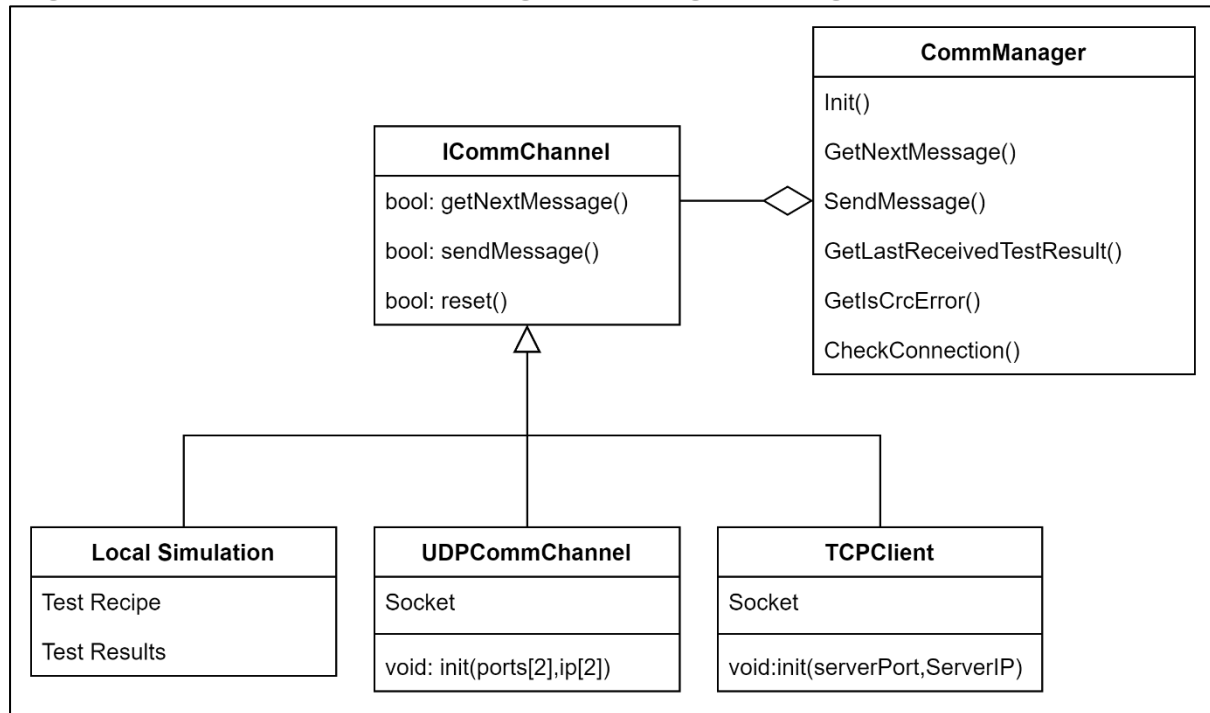 CommManager
Init()
GetNextMessage()
SendMessage()
GetLastReceivedTestResult()
GetIsCrcError()
CheckConnection()
ICommChannel
bool: getNextMessage()
bool: sendMessage()
bool: reset()
Local Simulation
Test Recipe
Test Results
UDPCommChannel
Socket
void: init(ports[2],ip[2])
TCPClient
Socket
void:init(serverPort,ServerIP)